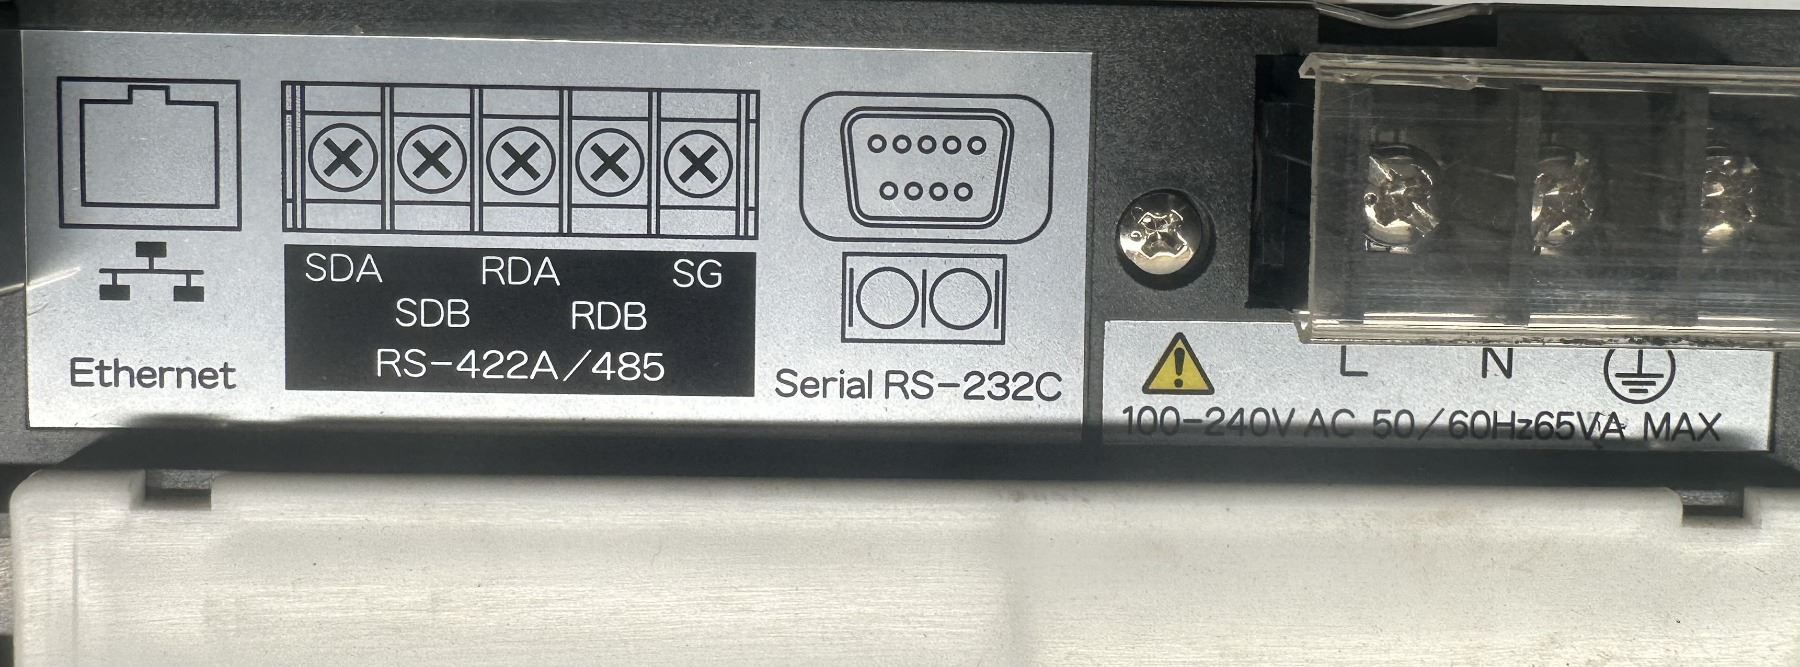 Ethernet
SDA RDA SG
SDB RDB
RS-422A/485
Serial RS-232C
L N
100-240V AC 50/60Hz65VA MAX